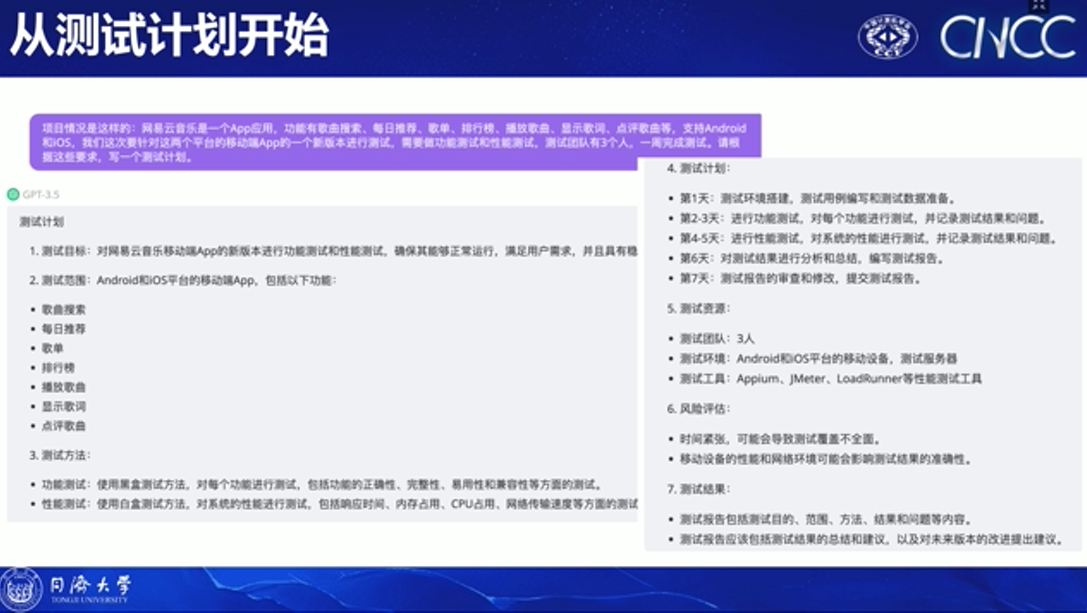 从测试计划开始
CNCC
项目情况是这样的：网易云音乐是一个App应用，功能有歌曲搜索、每日推荐、歌单、排行榜、播放歌曲、显示歌词、点评歌曲等，支持Android
和iOS，我们这次要针对这两个平台的移动端App的一个新版本进行测试，需要做功能测试和性能测试，测试团队有3个人，一周完成测试。请根
据这些要求，写一个测试计划。
GPT-3.5
测试计划
1. 测试目标：对网易云音乐移动端App的新版本进行功能测试和性能测试，确保其能够正常运行，满足用户需求，并且具有稳
2. 测试范围：Android和iOS平台的移动端App，包括以下功能：
• 歌曲搜索
• 每日推荐
• 歌单
• 排行榜
• 播放歌曲
• 显示歌词
• 点评歌曲
3. 测试方法：
• 功能测试：使用黑盒测试方法，对每个功能进行测试，包括功能的正确性、完整性、易用性和兼容性等方面的测试。
• 性能测试：使用白盒测试方法，对系统的性能进行测试，包括响应时间、内存占用、CPU占用、网络传输速度等方面的测试
4. 测试计划：
• 第1天：测试环境搭建，测试用例编写和测试数据准备。
• 第2-3天：进行功能测试，对每个功能进行测试，并记录测试结果和问题。
• 第4-5天：进行性能测试，对系统的性能进行测试，并记录测试结果和问题。
• 第6天：对测试结果进行分析和总结，编写测试报告。
• 第7天：测试报告的审查和修改，提交测试报告。
5. 测试资源：
• 测试团队：3人
• 测试环境：Android和iOS平台的移动设备，测试服务器
• 测试工具：Appium、JMeter、LoadRunner等性能测试工具
6. 风险评估：
• 时间紧张，可能会导致测试覆盖不全面。
• 移动设备的性能和网络环境可能会影响测试结果的准确性。
7. 测试结果：
• 测试报告包括测试目的、范围、方法、结果和问题等内容。
• 测试报告应该包括测试结果的总结和建议，以及对未来版本的改进提出建议。
同济大学
TONGJI UNIVERSITY